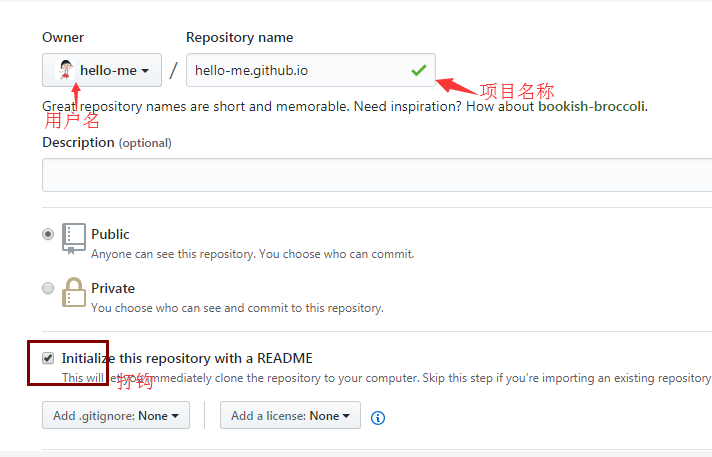 Owner
Repository name
hello-me / hello-me.github.io
项目名称
Great repository names are short and memorable. Need inspiration? How about bookish-broccoli.
用户名
Description (optional)
Public
Anyone can see this repository. You choose who can commit.
Private
You choose who can see and commit to this repository.
Initialize this repository with a README
This will let you immediately clone the repository to your computer. Skip this step if you're importing an existing repository
打钩
Add .gitignore: None
Add a license: None